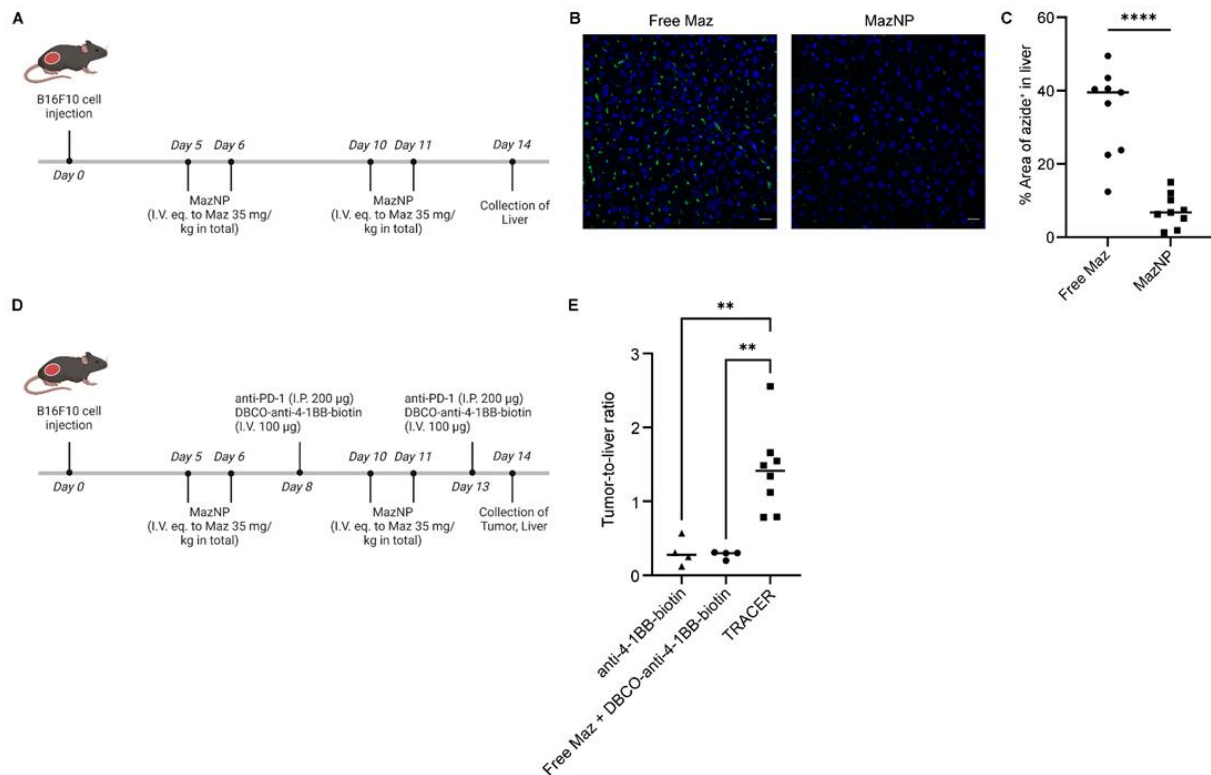 A
B16F10 cell
injection
Day 0
Day 5
Day 6
MazNP
(I.V. eq. to Maz 35 mg/
kg in total)
Day 10
Day 11
MazNP
(I.V. eq. to Maz 35 mg/
kg in total)
Day 14
Collection of
Liver
B
Free Maz
MazNP
C
% Area of azide⁺ in liver
60
40
20
0
****
Free Maz
MazNP
D
B16F10 cell
injection
Day 0
Day 5
Day 6
MazNP
(I.V. eq. to Maz 35 mg/
kg in total)
anti-PD-1 (I.P. 200 µg)
DBCO-anti-4-1BB-biotin
(I.V. 100 µg)
Day 8
Day 10
Day 11
MazNP
(I.V. eq. to Maz 35 mg/
kg in total)
anti-PD-1 (I.P. 200 µg)
DBCO-anti-4-1BB-biotin
(I.V. 100 µg)
Day 13
Day 14
Collection of
Tumor, Liver
E
Tumor-to-liver ratio
3
2
1
0
**
**
anti-4-1BB-biotin
Free Maz + DBCO-anti-4-1BB-biotin
TRACER